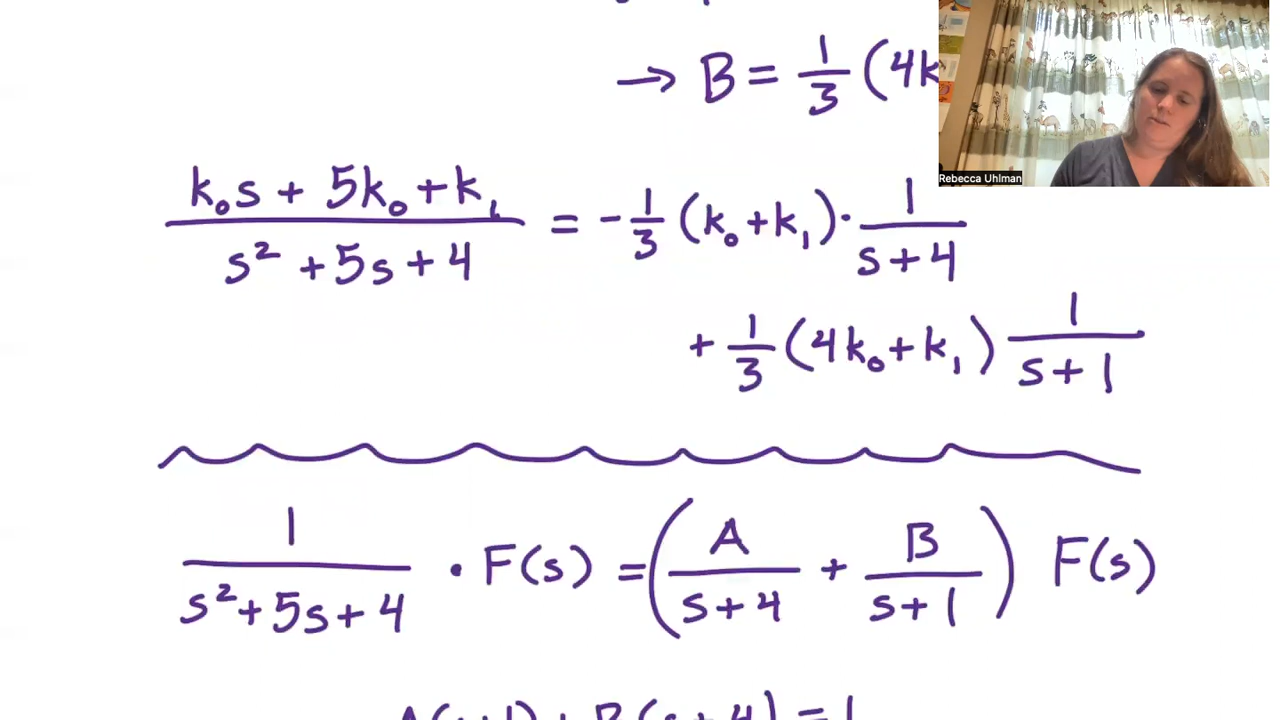 → B = 1/3 (4k
Rebecca Uhlman
(k₀s + 5k₀ + k₁)/(s² + 5s + 4) = -1/3 (k₀ + k₁) · 1/(s + 4)
+ 1/3 (4k₀ + k₁) 1/(s + 1)
1/(s² + 5s + 4) · F(s) = (A/(s + 4) + B/(s + 1)) F(s)